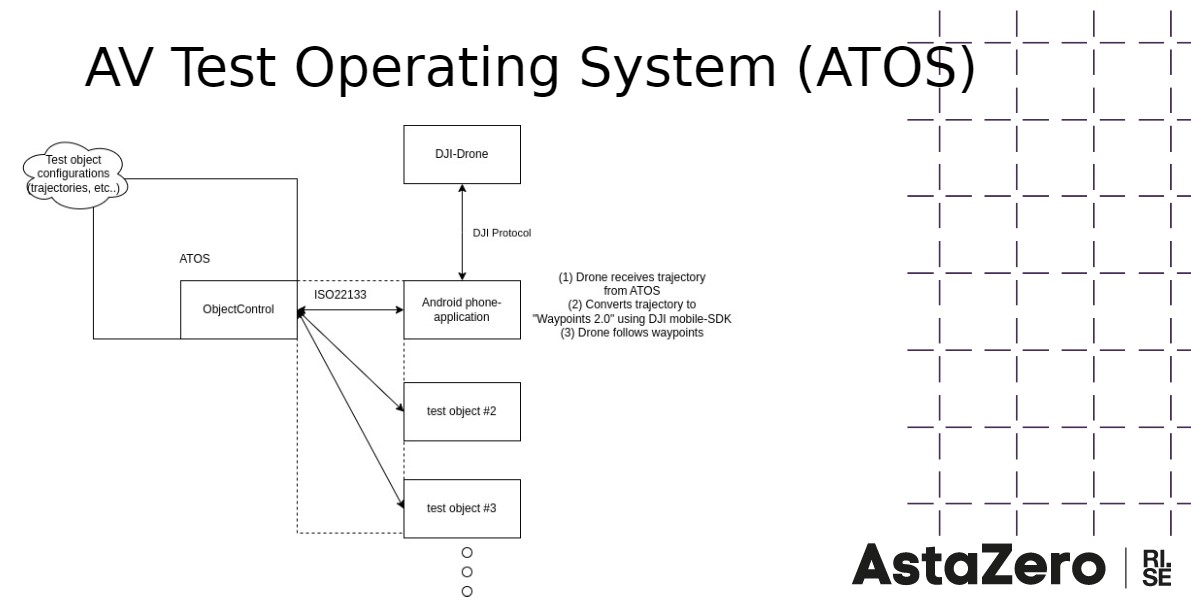 AV Test Operating System (ATOS)
Test object
configurations
(trajectories, etc..)
ATOS
ObjectControl
ISO22133
DJI-Drone
DJI Protocol
Android phone-
application
(1) Drone receives trajectory
from ATOS
(2) Converts trajectory to
"Waypoints 2.0" using DJI mobile-SDK
(3) Drone follows waypoints
test object #2
test object #3
AstaZero
RI.
SE